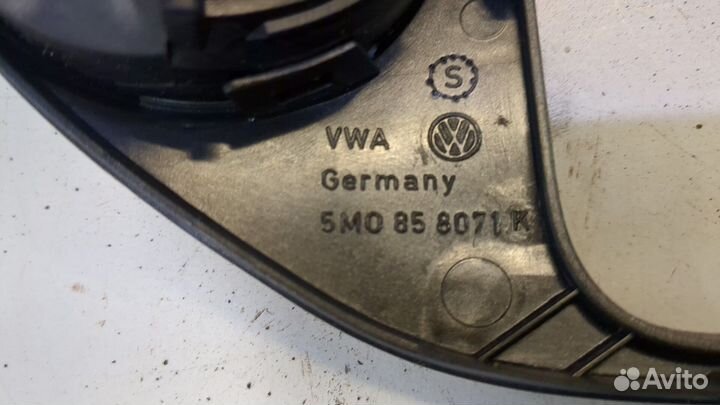 S
VWA
Germany
5M0 85 8071 K
Avito